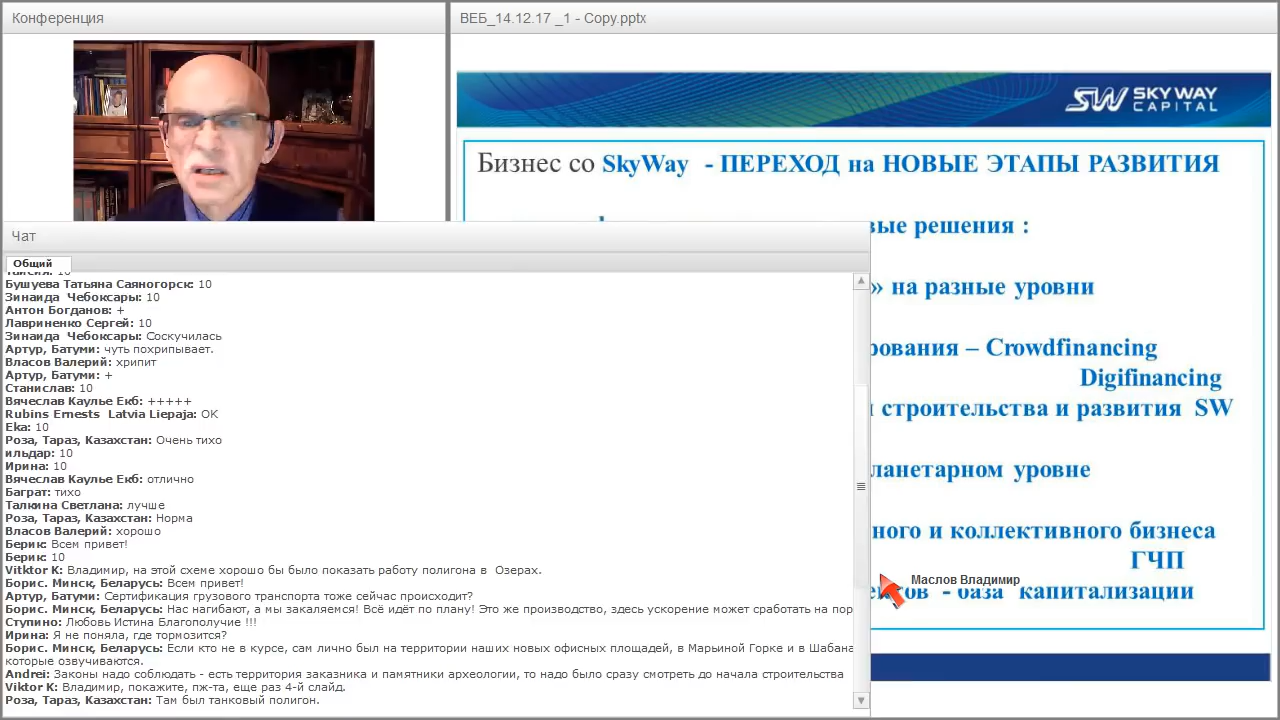 Конференция
ВЕБ_14.12.17 _1 - Copy.pptx
SW SKY WAY
CAPITAL
Бизнес со SkyWay - ПЕРЕХОД на НОВЫЕ ЭТАПЫ РАЗВИТИЯ
вые решения :
» на разные уровни
рования – Crowdfinancing
Digifinancing
и строительства и развития SW
ланетарном уровне
ного и коллективного бизнеса
ГЧП
- база капитализации
Маслов Владимир
Чат
Общий
Таисия: 10
Бушуева Татьяна Саяногорск: 10
Зинаида Чебоксары: 10
Антон Богданов: +
Лавриненко Сергей: 10
Зинаида Чебоксары: Соскучилась
Артур, Батуми: чуть похрипывает.
Власов Валерий: хрипит
Артур, Батуми: +
Станислав: 10
Вячеслав Каулье Екб: +++++
Rubins Ernests Latvia Liepaja: OK
Eka: 10
Роза, Тараз, Казахстан: Очень тихо
ильдар: 10
Ирина: 10
Вячеслав Каулье Екб: отлично
Баграт: тихо
Талкина Светлана: лучше
Роза, Тараз, Казахстан: Норма
Власов Валерий: хорошо
Берик: Всем привет!
Берик: 10
Vitktor K: Владимир, на этой схеме хорошо бы было показать работу полигона в Озерах.
Борис. Минск, Беларусь: Всем привет!
Артур, Батуми: Сертификация грузового транспорта тоже сейчас происходит?
Борис. Минск, Беларусь: Нас нагибают, а мы закаляемся! Всё идёт по плану! Это же производство, здесь ускорение может сработать на пор
Ступино: Любовь Истина Благополучие !!!
Ирина: Я не поняла, где тормозится?
Борис. Минск, Беларусь: Если кто не в курсе, сам лично был на территории наших новых офисных площадей, в Марьиной Горке и в Шабана
которые озвучиваются.
Andrei: Законы надо соблюдать - есть территория заказника и памятники археологии, то надо было сразу смотреть до начала строительства
Viktor K: Владимир, покажите, пж-та, еще раз 4-й слайд.
Роза, Тараз, Казахстан: Там был танковый полигон.